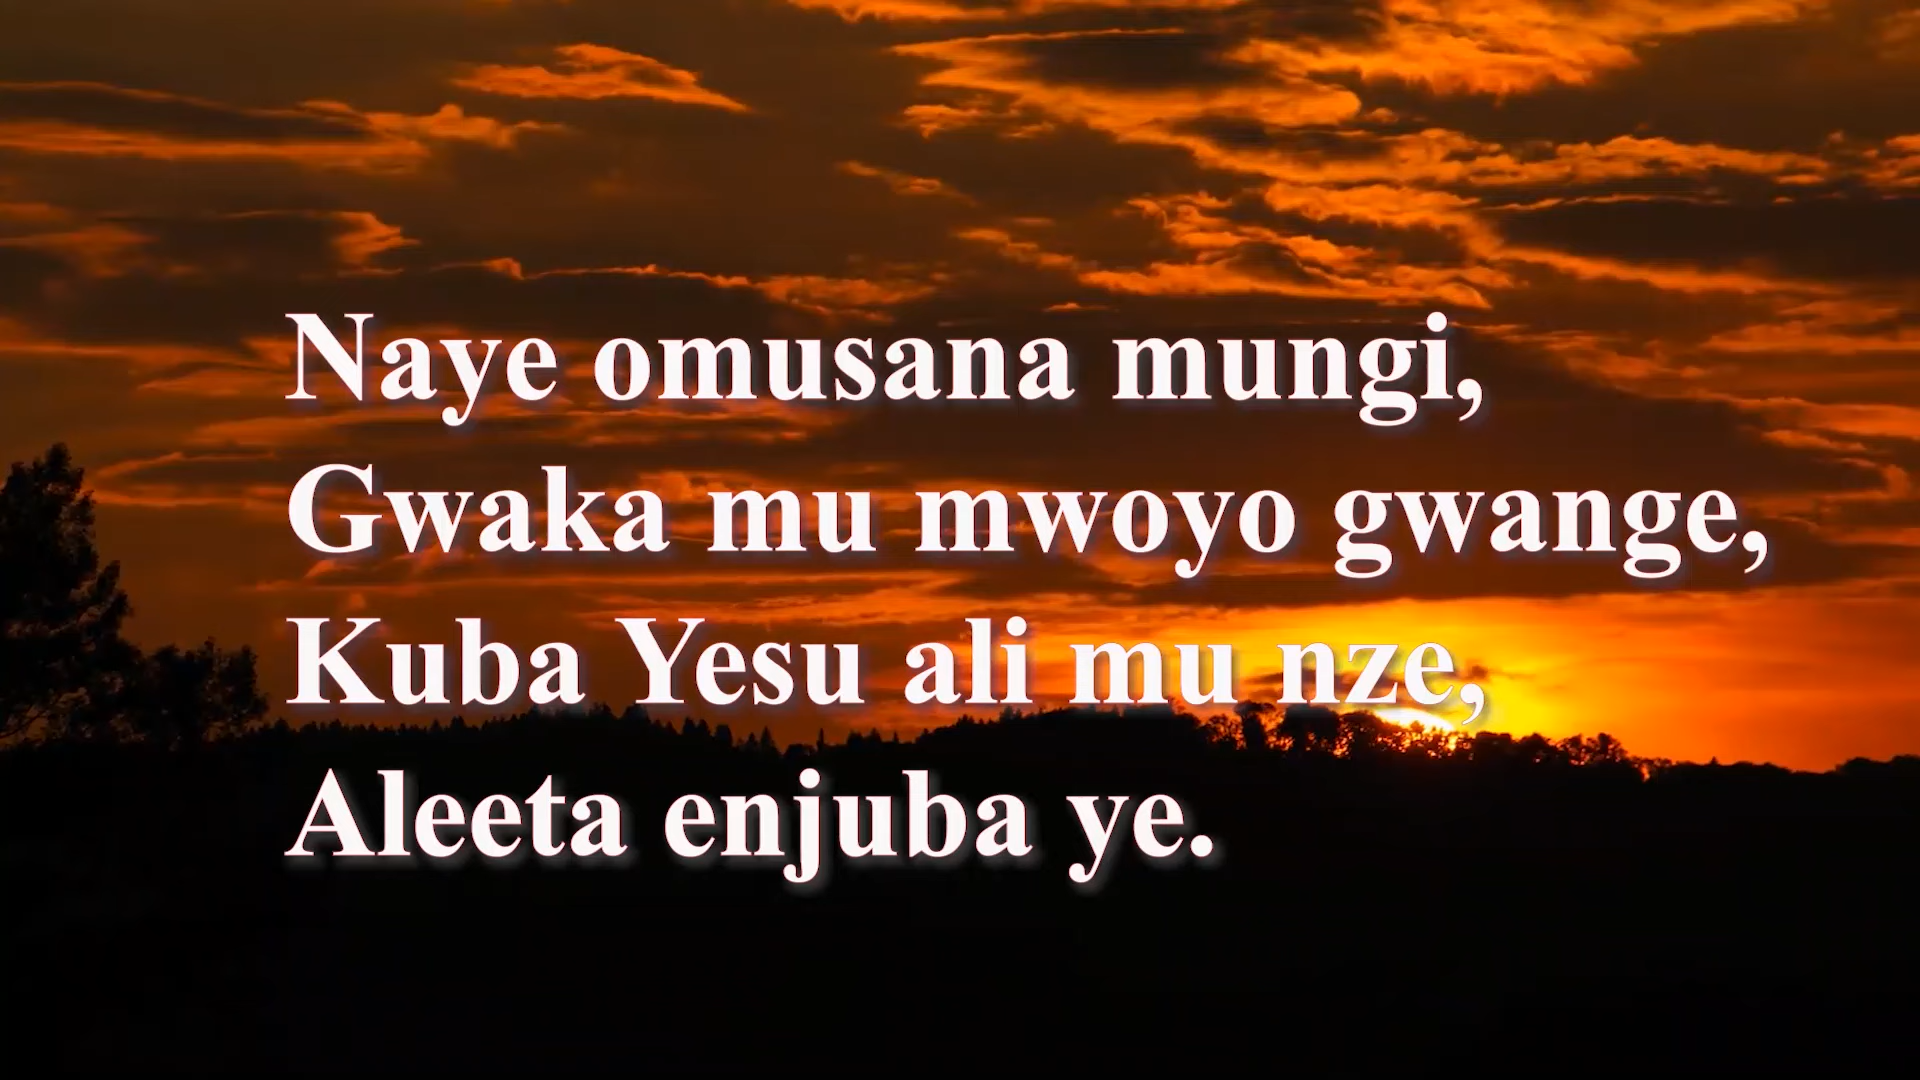 Naye omusana mungi,
Gwaka mu mwoyo gwange,
Kuba Yesu ali mu nze,
Aleeta enjuba ye.